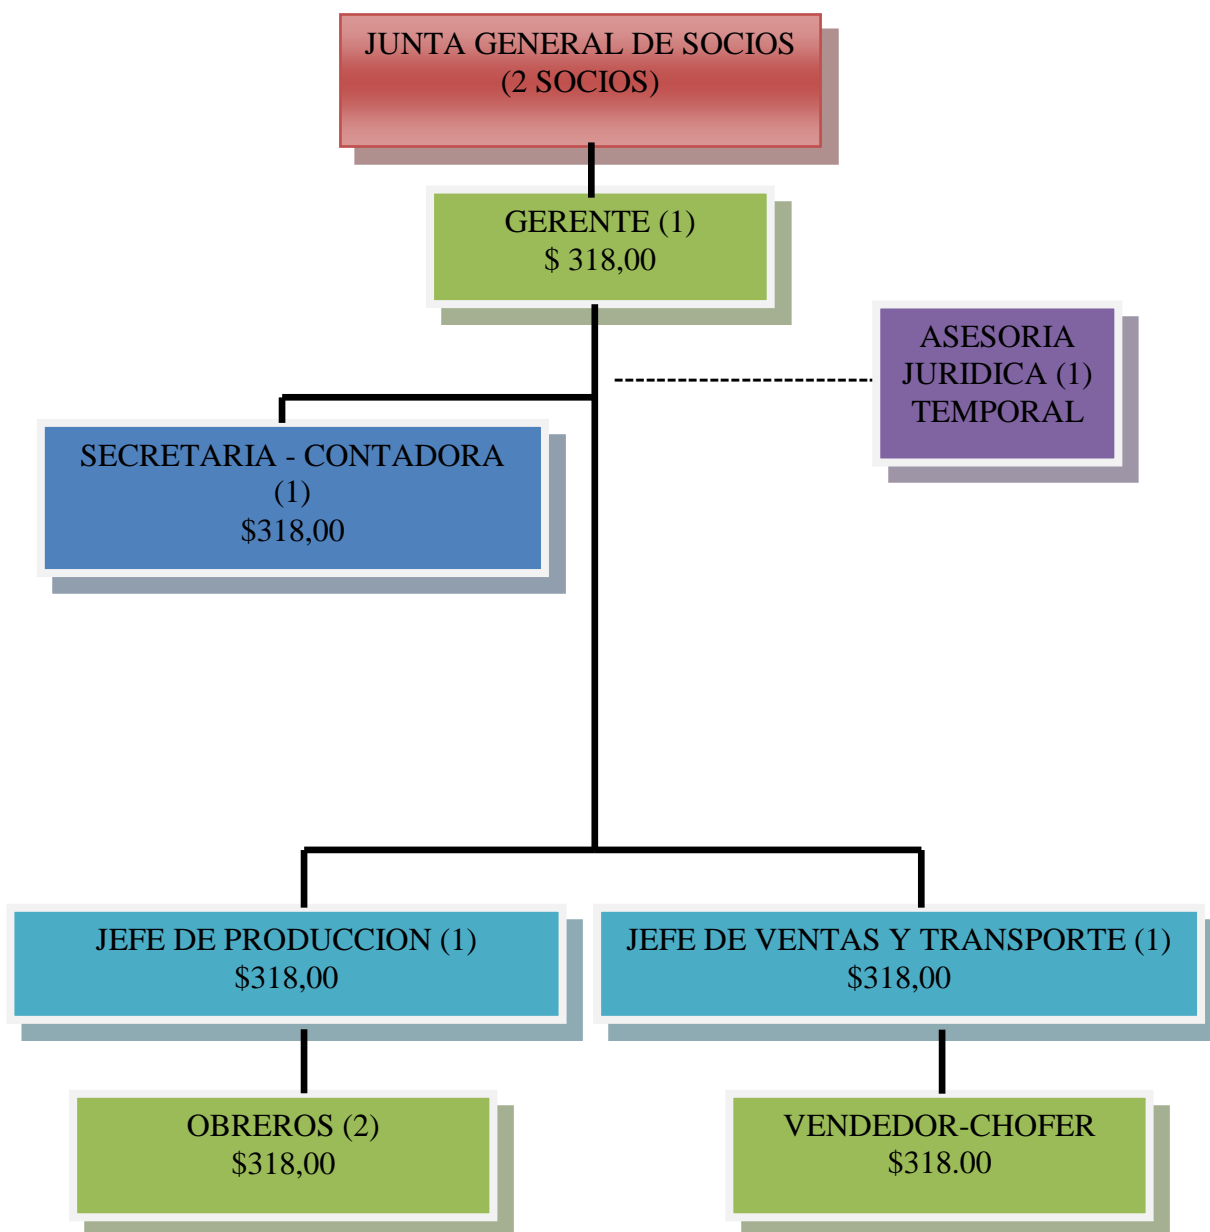 JUNTA GENERAL DE SOCIOS
(2 SOCIOS)
GERENTE (1)
$ 318,00
ASESORIA
JURIDICA (1)
TEMPORAL
SECRETARIA - CONTADORA
(1)
$318,00
JEFE DE PRODUCCION (1)
$318,00
JEFE DE VENTAS Y TRANSPORTE (1)
$318,00
OBREROS (2)
$318,00
VENDEDOR-CHOFER
$318.00